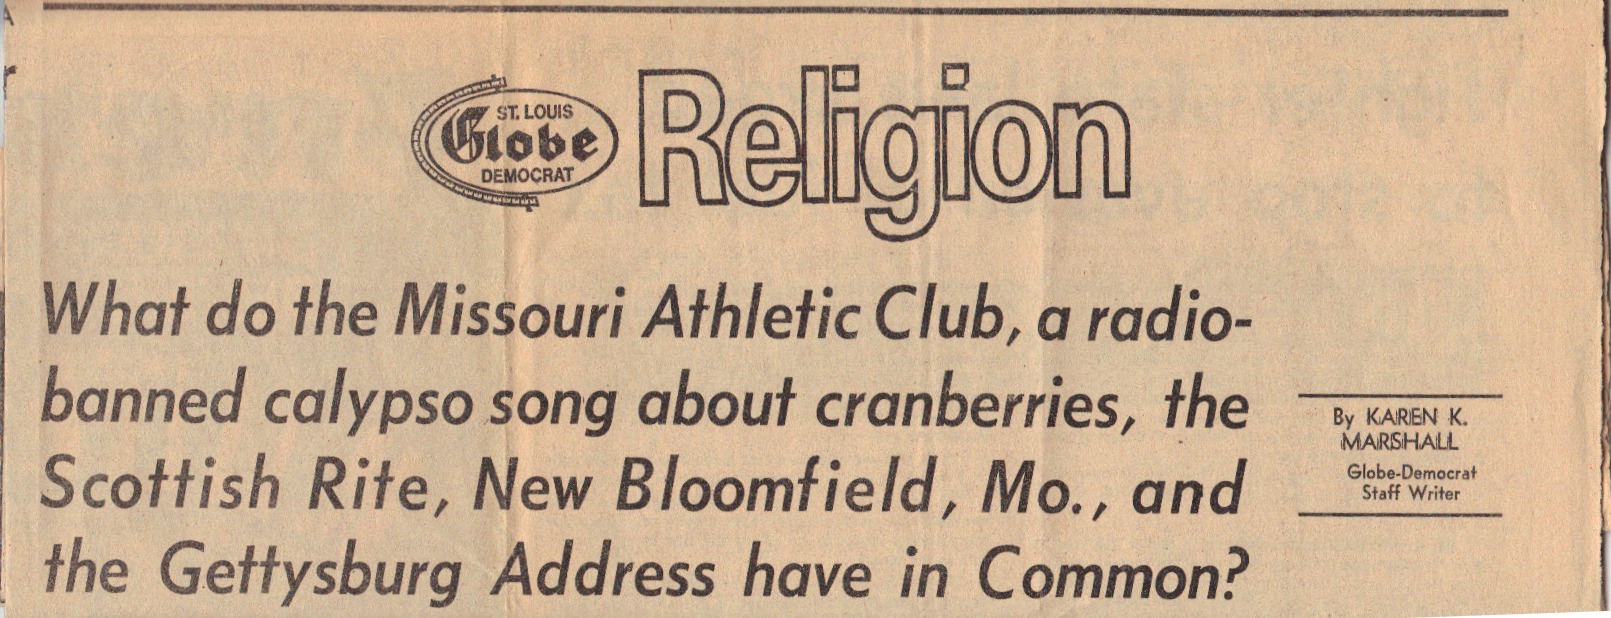 ST. LOUIS
Globe
DEMOCRAT
Religion
What do the Missouri Athletic Club, a radio-
banned calypso song about cranberries, the
Scottish Rite, New Bloomfield, Mo., and
the Gettysburg Address have in Common?
By KAREN K.
MARSHALL
Globe-Democrat
Staff Writer